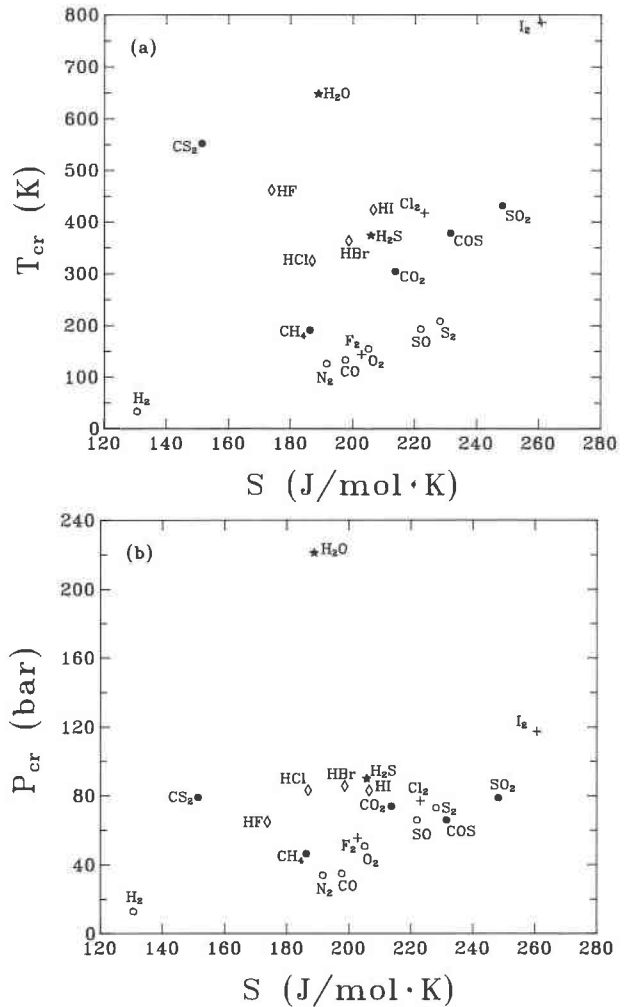 (a)
I₂
800
700
600
500
400
300
200
100
0
T_cr (K)
H₂O
CS₂
HF
HI
Cl₂
SO₂
H₂S
COS
HBr
HCl
CO₂
CH₄
F₂
SO
S₂
O₂
N₂
CO
H₂
120 140 160 180 200 220 240 260 280
S (J/mol·K)
(b)
240
200
160
120
80
40
0
P_cr (bar)
H₂O
I₂
HCl
HBr
H₂S
HI
Cl₂
SO₂
CS₂
CO₂
S₂
HF
SO
COS
F₂
CH₄
O₂
N₂
CO
H₂
120 140 160 180 200 220 240 260 280
S (J/mol·K)